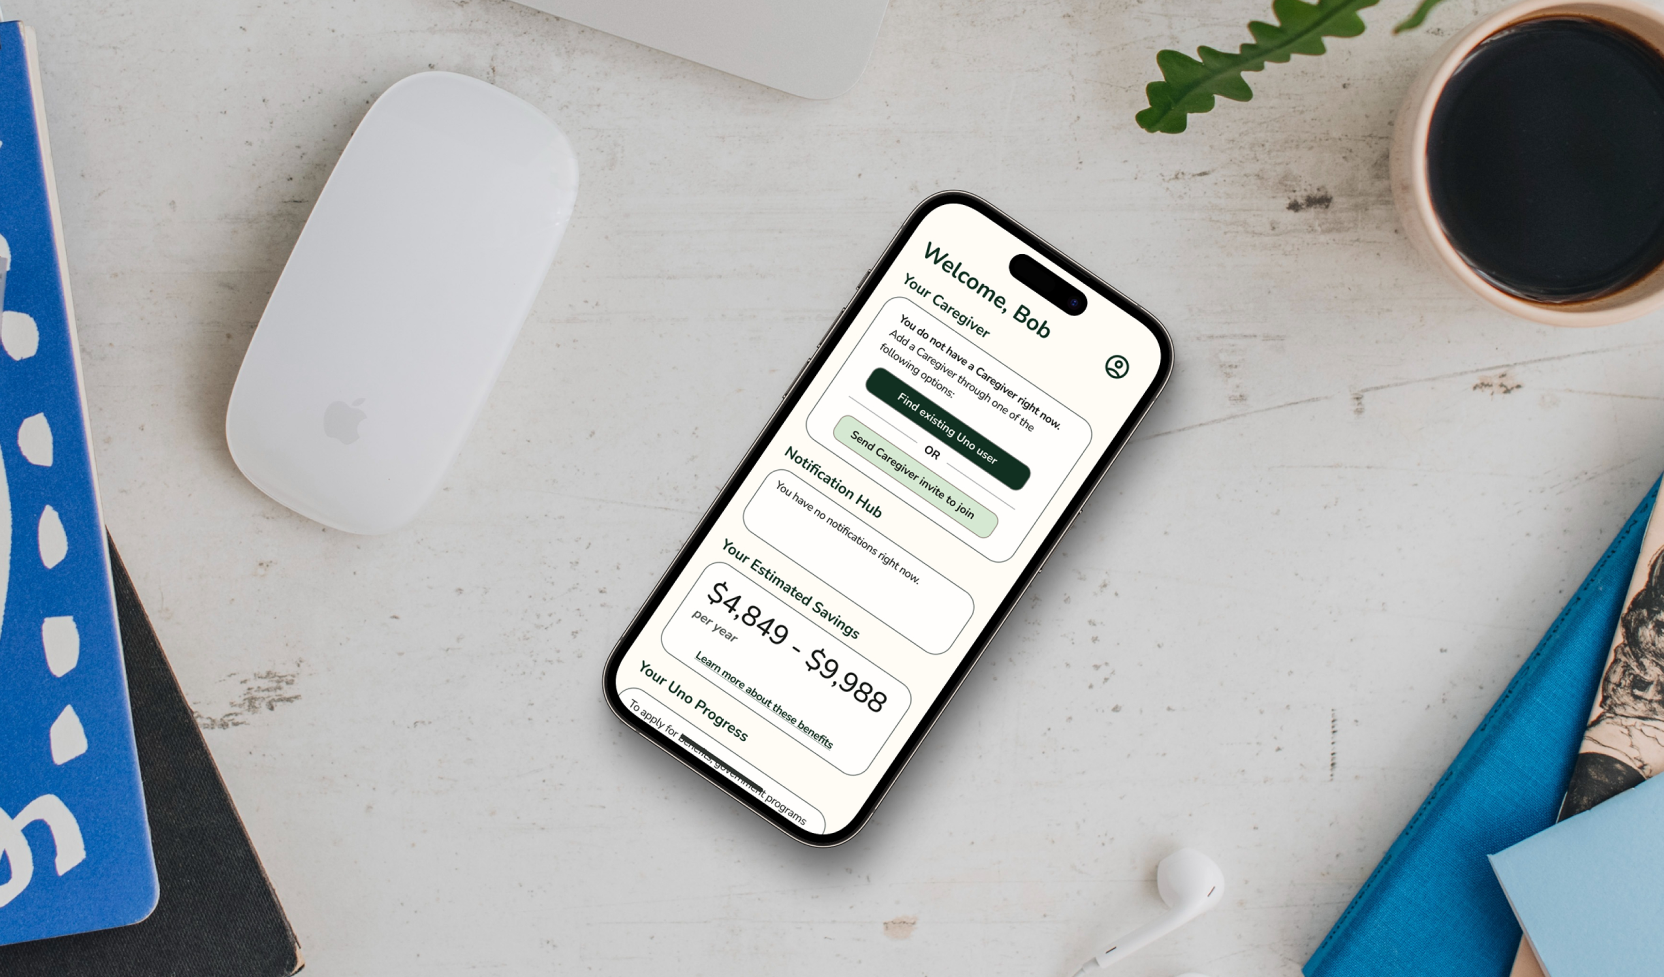 Welcome, Bob
Your Caregiver
You do not have a Caregiver right now.
Add a Caregiver through one of the
following options:
Find existing Uno user
OR
Send Caregiver invite to join
Notification Hub
You have no notifications right now.
Your Estimated Savings
$4,849 - $9,988
per year
Learn more about these benefits
Your Uno Progress
To apply for benefits, government programs